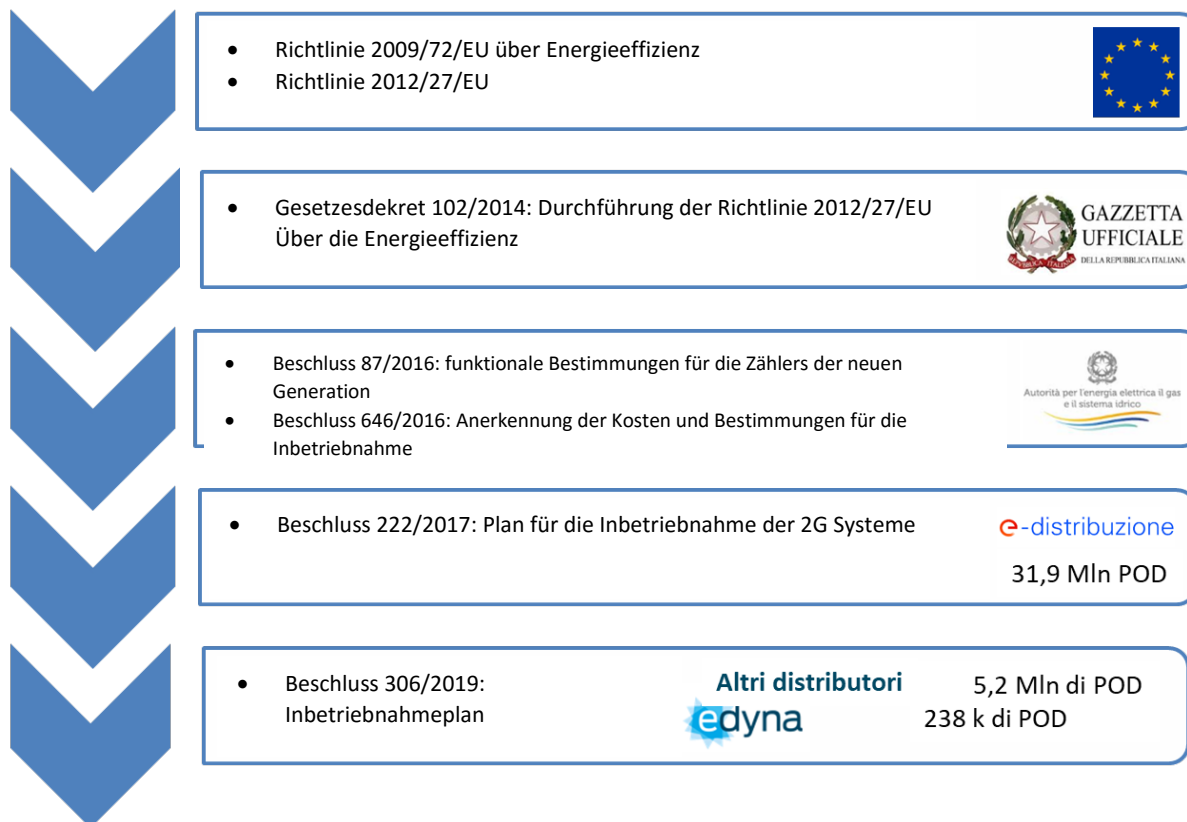 • Richtlinie 2009/72/EU über Energieeffizienz
• Richtlinie 2012/27/EU
• Gesetzesdekret 102/2014: Durchführung der Richtlinie 2012/27/EU
Über die Energieeffizienz
GAZZETTA
UFFICIALE
DELLA REPUBBLICA ITALIANA
• Beschluss 87/2016: funktionale Bestimmungen für die Zählers der neuen
Generation
• Beschluss 646/2016: Anerkennung der Kosten und Bestimmungen für die
Inbetriebnahme
Autorità per l'energia elettrica il gas
e il sistema idrico
• Beschluss 222/2017: Plan für die Inbetriebnahme der 2G Systeme
e-distribuzione
31,9 Mln POD
• Beschluss 306/2019:
Inbetriebnahmeplan
Altri distributori
5,2 Mln di POD
edyna
238 k di POD